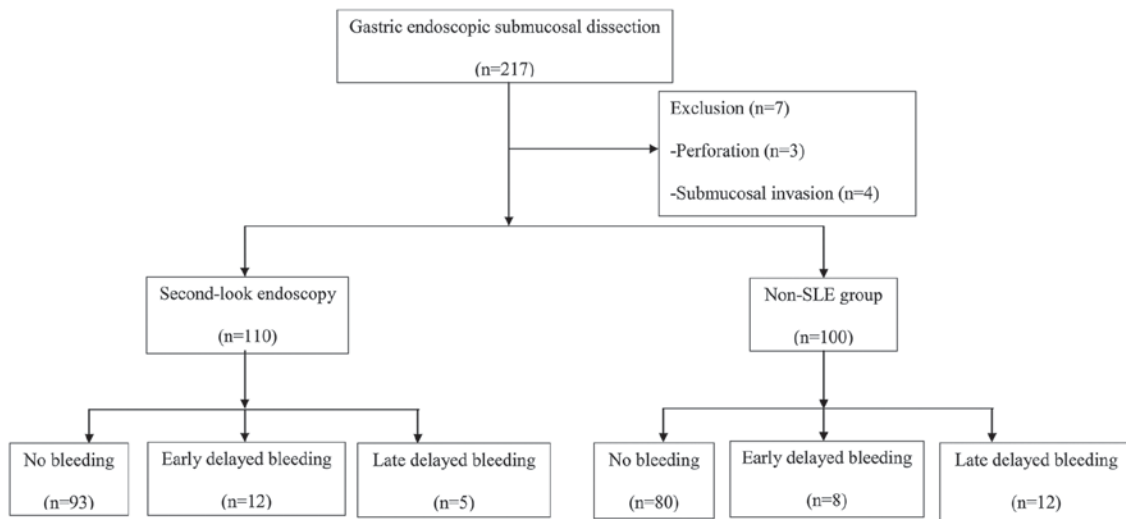 Gastric endoscopic submucosal dissection
(n=217)
Exclusion (n=7)
-Perforation (n=3)
-Submucosal invasion (n=4)
Second-look endoscopy
(n=110)
Non-SLE group
(n=100)
No bleeding
(n=93)
Early delayed bleeding
(n=12)
Late delayed bleeding
(n=5)
No bleeding
(n=80)
Early delayed bleeding
(n=8)
Late delayed bleeding
(n=12)